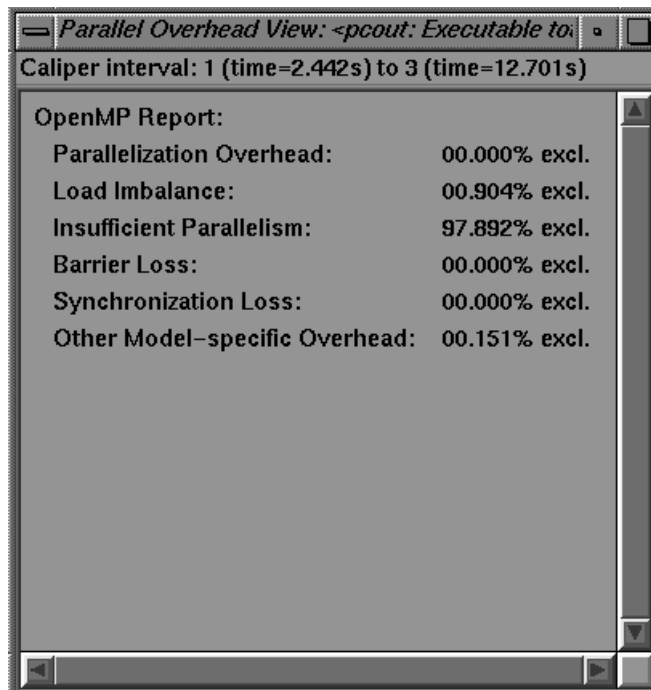 Parallel Overhead View: <pcout: Executable to
Caliper interval: 1 (time=2.442s) to 3 (time=12.701s)
OpenMP Report:
Parallelization Overhead: 00.000% excl.
Load Imbalance: 00.904% excl.
Insufficient Parallelism: 97.892% excl.
Barrier Loss: 00.000% excl.
Synchronization Loss: 00.000% excl.
Other Model-specific Overhead: 00.151% excl.